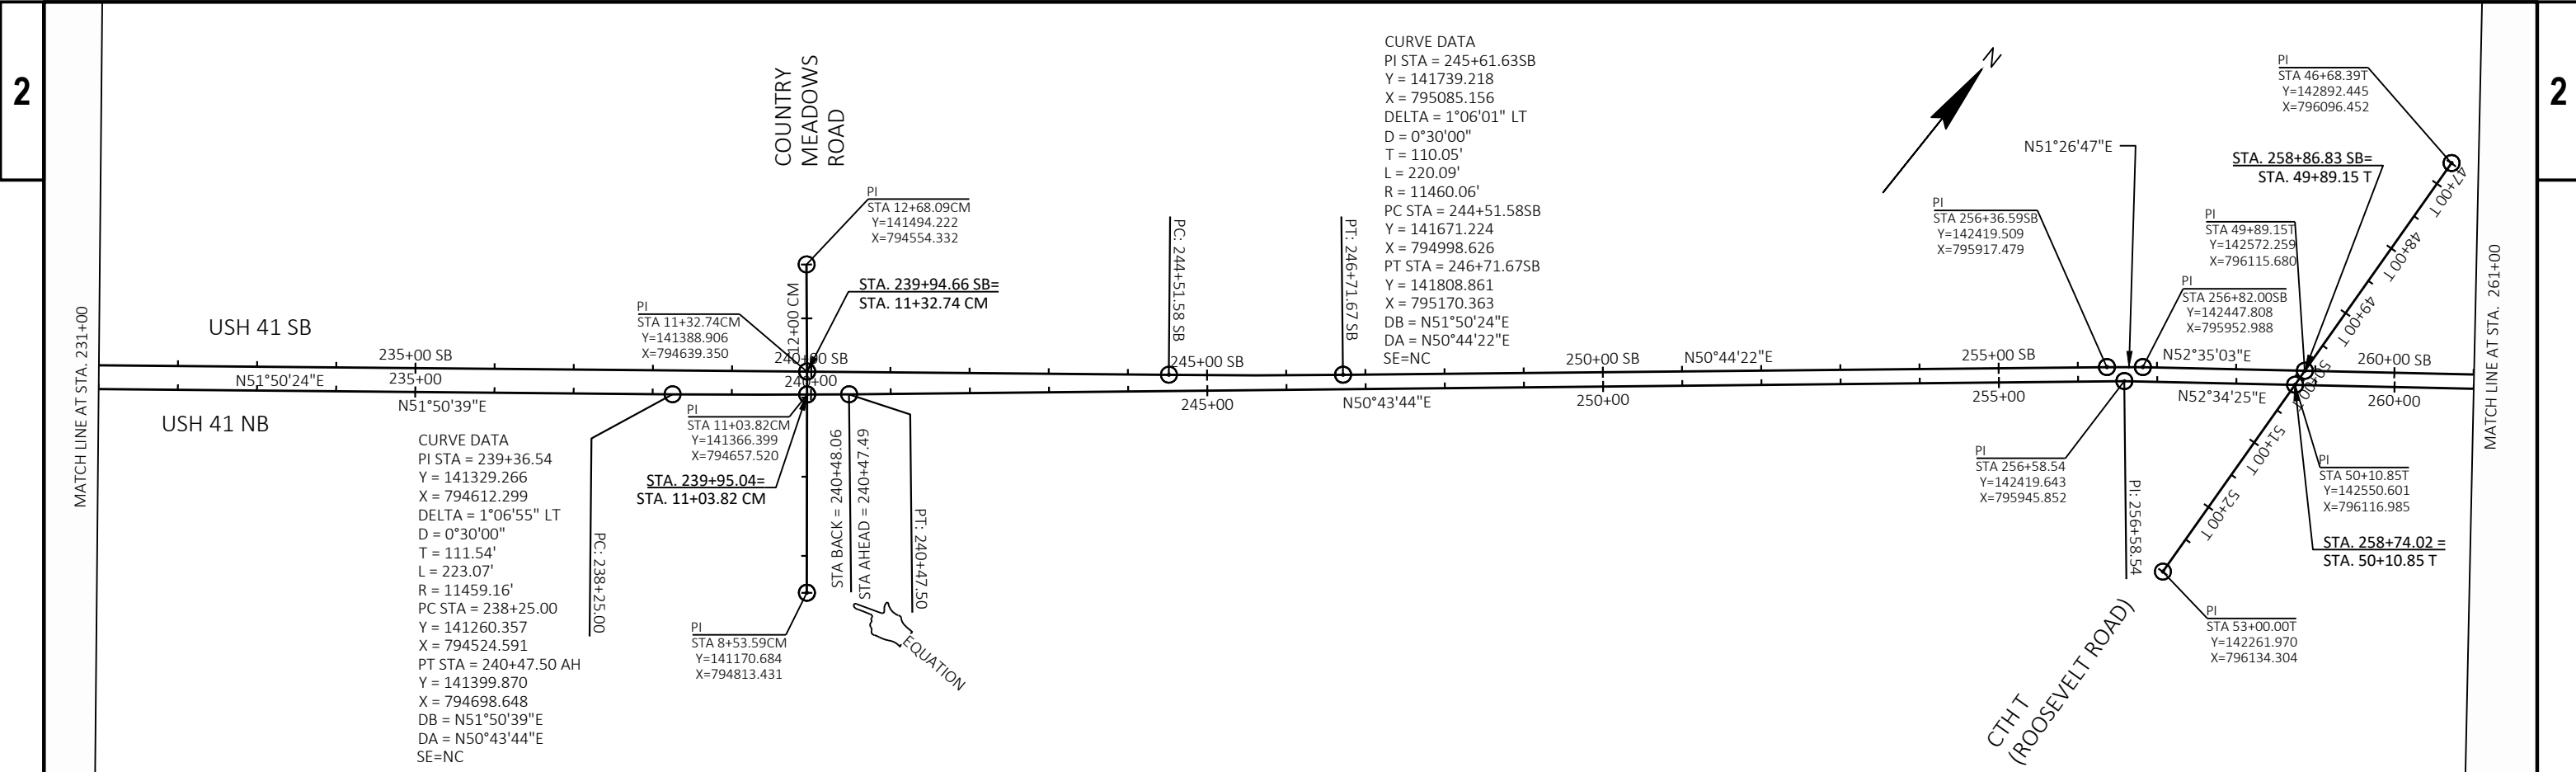 2
2
MATCH LINE AT STA. 231+00
MATCH LINE AT STA. 261+00
COUNTRY
MEADOWS
ROAD
USH 41 SB
USH 41 NB
N
PI
STA 12+68.09CM
Y=141494.222
X=794554.332
STA. 239+94.66 SB=
STA. 11+32.74 CM
PI
STA 11+32.74CM
Y=141388.906
X=794639.350
12+00 CM
PC: 244+51.58 SB
PT: 246+71.67 SB
CURVE DATA
PI STA = 245+61.63SB
Y = 141739.218
X = 795085.156
DELTA = 1°06'01" LT
D = 0°30'00"
T = 110.05'
L = 220.09'
R = 11460.06'
PC STA = 244+51.58SB
Y = 141671.224
X = 794998.626
PT STA = 246+71.67SB
Y = 141808.861
X = 795170.363
DB = N51°50'24"E
DA = N50°44'22"E
SE=NC
N51°26'47"E
PI
STA 256+36.59SB
Y=142419.509
X=795917.479
PI
STA 46+68.39T
Y=142892.445
X=796096.452
STA. 258+86.83 SB=
STA. 49+89.15 T
PI
STA 49+89.15T
Y=142572.259
X=796115.680
PI
STA 256+82.00SB
Y=142447.808
X=795952.988
235+00 SB
240+00 SB
245+00 SB
250+00 SB
N50°44'22"E
255+00 SB
N52°35'03"E
260+00 SB
N51°50'24"E
235+00
240+00
N51°50'39"E
245+00
N50°43'44"E
250+00
255+00
N52°34'25"E
260+00
47+00 T
48+00 T
49+00 T
50+00 T
51+00 T
52+00 T
CURVE DATA
PI STA = 239+36.54
Y = 141329.266
X = 794612.299
DELTA = 1°06'55" LT
D = 0°30'00"
T = 111.54'
L = 223.07'
R = 11459.16'
PC STA = 238+25.00
Y = 141260.357
X = 794524.591
PT STA = 240+47.50 AH
Y = 141399.870
X = 794698.648
DB = N51°50'39"E
DA = N50°43'44"E
SE=NC
PC: 238+25.00
PI
STA 11+03.82CM
Y=141366.399
X=794657.520
STA. 239+95.04=
STA. 11+03.82 CM
STA BACK = 240+48.06
STA AHEAD = 240+47.49
PT: 240+47.50
EQUATION
PI
STA 8+53.59CM
Y=141170.684
X=794813.431
PI
STA 256+58.54
Y=142419.643
X=795945.852
PI: 256+58.54
PI
STA 50+10.85T
Y=142550.601
X=796116.985
STA. 258+74.02 =
STA. 50+10.85 T
PI
STA 53+00.00T
Y=142261.970
X=796134.304
CTH T
(ROOSEVELT ROAD)